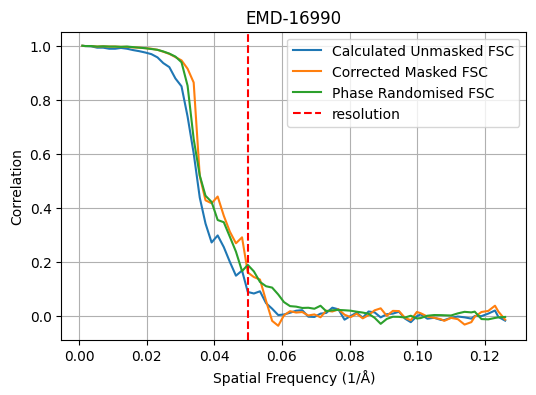 EMD-16990
Calculated Unmasked FSC
Corrected Masked FSC
Phase Randomised FSC
resolution
Correlation
1.0
0.8
0.6
0.4
0.2
0.0
0.00 0.02 0.04 0.06 0.08 0.10 0.12
Spatial Frequency (1/Å)